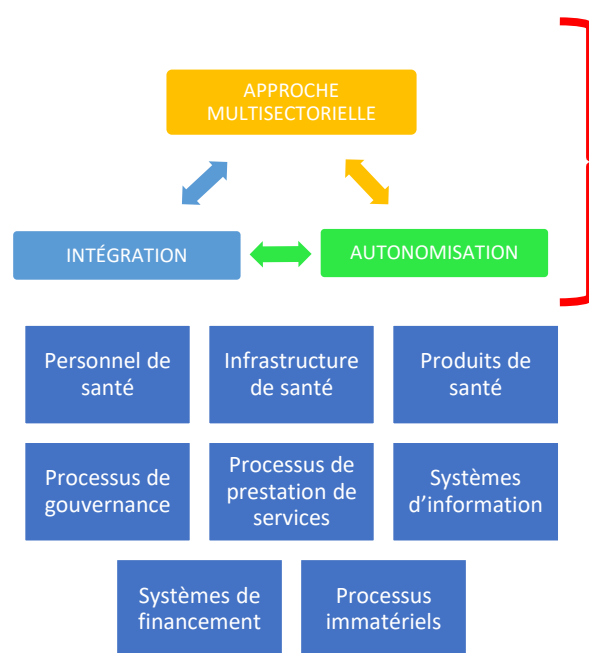 APPROCHE
MULTISECTORIELLE
INTÉGRATION
AUTONOMISATION
Personnel de
santé
Infrastructure
de santé
Produits de
santé
Processus de
gouvernance
Processus de
prestation de
services
Systèmes
d’information
Systèmes de
financement
Processus
immatériels